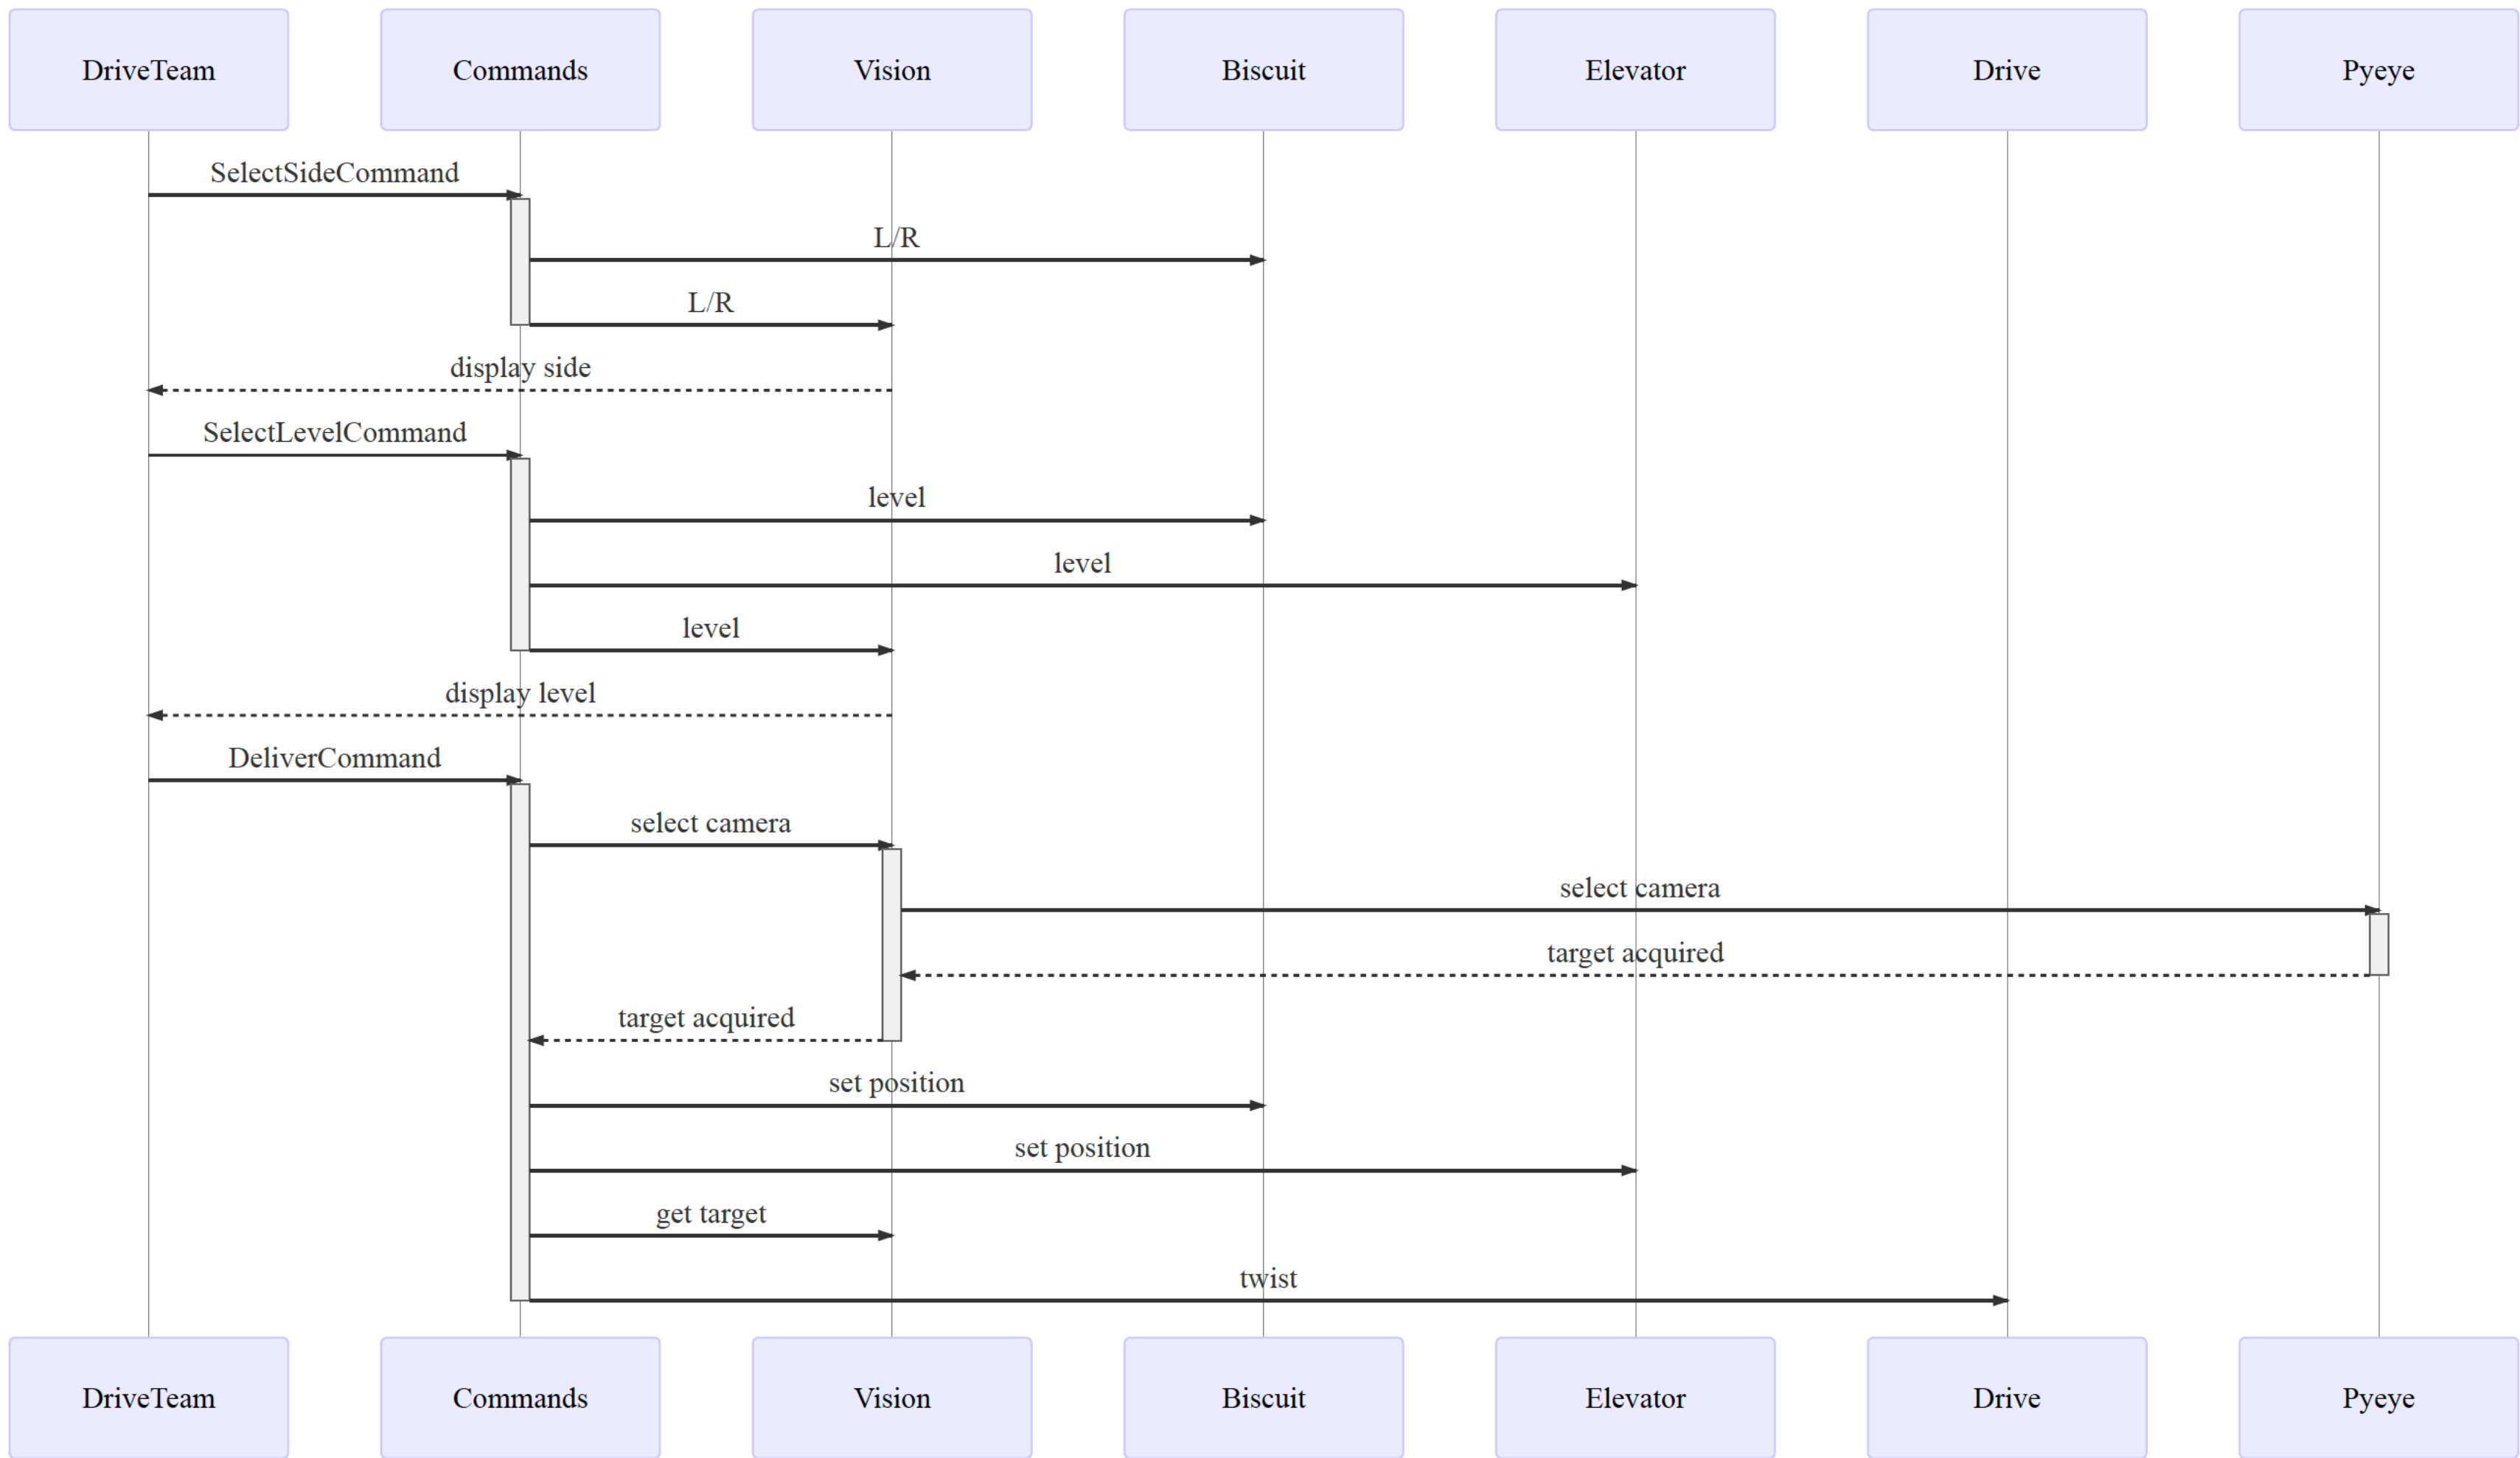 DriveTeam
Commands
Vision
Biscuit
Elevator
Drive
Pyeye
SelectSideCommand
L/R
L/R
display side
SelectLevelCommand
level
level
level
display level
DeliverCommand
select camera
select camera
target acquired
target acquired
set position
set position
get target
twist
DriveTeam
Commands
Vision
Biscuit
Elevator
Drive
Pyeye